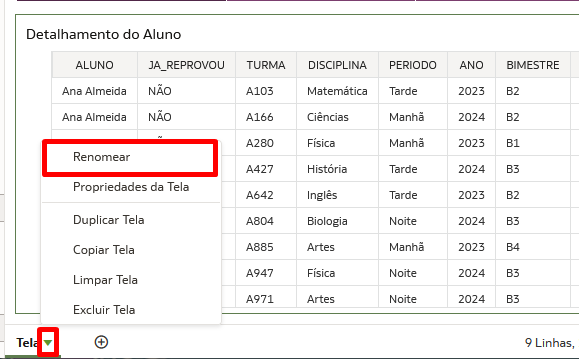 Detalhamento do Aluno
ALUNO JA_REPROVOU TURMA DISCIPLINA PERIODO ANO BIMESTRE
Ana Almeida NÃO A103 Matemática Tarde 2023 B2
Ana Almeida NÃO A166 Ciências Manhã 2024 B2
A280 Física Manhã 2023 B1
Renomear
A427 História Tarde 2024 B3
Propriedades da Tela
A642 Inglês Tarde 2023 B2
Duplicar Tela
A804 Biologia Noite 2024 B3
Copiar Tela
A885 Artes Manhã 2023 B4
Limpar Tela
A947 Física Noite 2024 B3
Excluir Tela
A971 Artes Noite 2024 B3
Tela
9 Linhas,